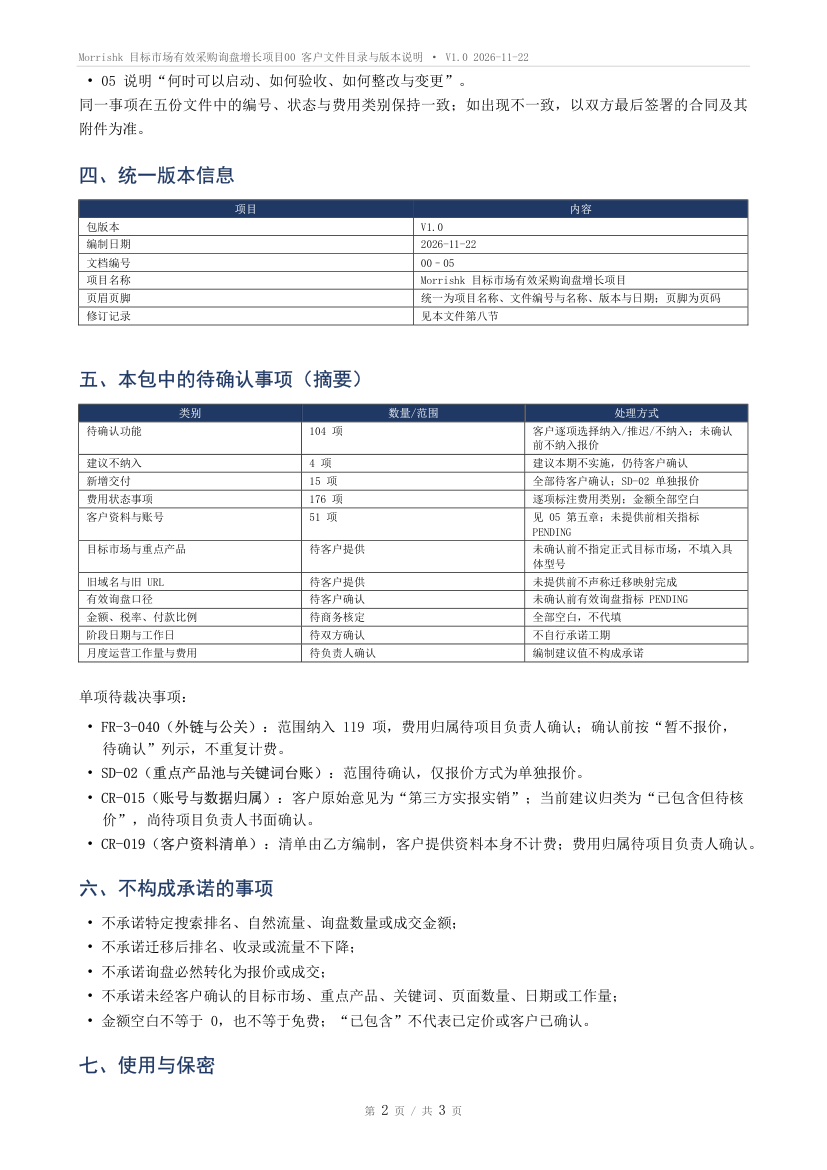 Morrishk 目标市场有效采购询盘增长项目00 客户文件目录与版本说明 • V1.0 2026-11-22
• 05 说明“何时可以启动、如何验收、如何整改与变更”。
同一事项在五份文件中的编号、状态与费用类别保持一致；如出现不一致，以双方最后签署的合同及其
附件为准。
四、统一版本信息
项目 内容
包版本 V1.0
编制日期 2026-11-22
文档编号 00–05
项目名称 Morrishk 目标市场有效采购询盘增长项目
页眉页脚 统一为项目名称、文件编号与名称、版本与日期；页脚为页码
修订记录 见本文件第八节
五、本包中的待确认事项（摘要）
类别 数量/范围 处理方式
待确认功能 104 项 客户逐项选择纳入/推迟/不纳入；未确认
前不纳入报价
建议不纳入 4 项 建议本期不实施，仍待客户确认
新增交付 15 项 全部待客户确认；SD-02 单独报价
费用状态事项 176 项 逐项标注费用类别；金额全部空白
客户资料与账号 51 项 见 05 第五章；未提供前相关指标
PENDING
目标市场与重点产品 待客户提供 未确认前不指定正式目标市场，不填入具
体型号
旧域名与旧 URL 待客户提供 未提供前不声称迁移映射完成
有效询盘口径 待客户确认 未确认前有效询盘指标 PENDING
金额、税率、付款比例 待商务核定 全部空白，不代填
阶段日期与工作日 待双方确认 不自行承诺工期
月度运营工作量与费用 待负责人确认 编制建议值不构成承诺
单项待裁决事项：
• FR-3-040（外链与公关）：范围纳入 119 项，费用归属待项目负责人确认；确认前按“暂不报价，
待确认”列示，不重复计费。
• SD-02（重点产品池与关键词台账）：范围待确认，仅报价方式为单独报价。
• CR-015（账号与数据归属）：客户原始意见为“第三方实报实销”；当前建议归类为“已包含但待核
价”，尚待项目负责人书面确认。
• CR-019（客户资料清单）：清单由乙方编制，客户提供资料本身不计费；费用归属待项目负责人确认。
六、不构成承诺的事项
• 不承诺特定搜索排名、自然流量、询盘数量或成交金额；
• 不承诺迁移后排名、收录或流量不下降；
• 不承诺询盘必然转化为报价或成交；
• 不承诺未经客户确认的目标市场、重点产品、关键词、页面数量、日期或工作量；
• 金额空白不等于 0，也不等于免费；“已包含”不代表已定价或客户已确认。
七、使用与保密
第 2 页 / 共 3 页